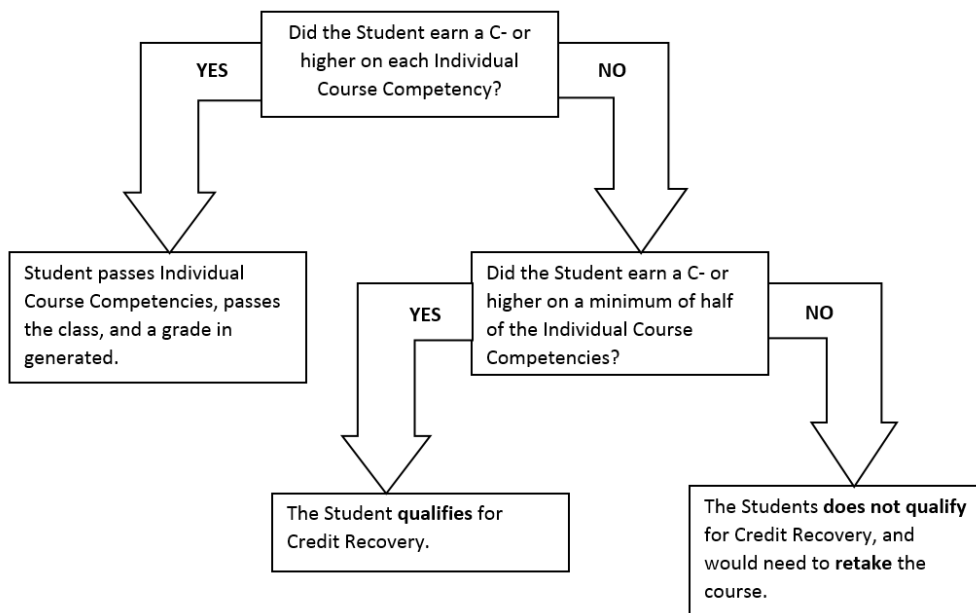 Did the Student earn a C- or
higher on each Individual
Course Competency?
YES
NO
Student passes Individual
Course Competencies, passes
the class, and a grade in
generated.
Did the Student earn a C- or
higher on a minimum of half
of the Individual Course
Competencies?
YES
NO
The Student qualifies for
Credit Recovery.
The Students does not qualify
for Credit Recovery, and
would need to retake the
course.